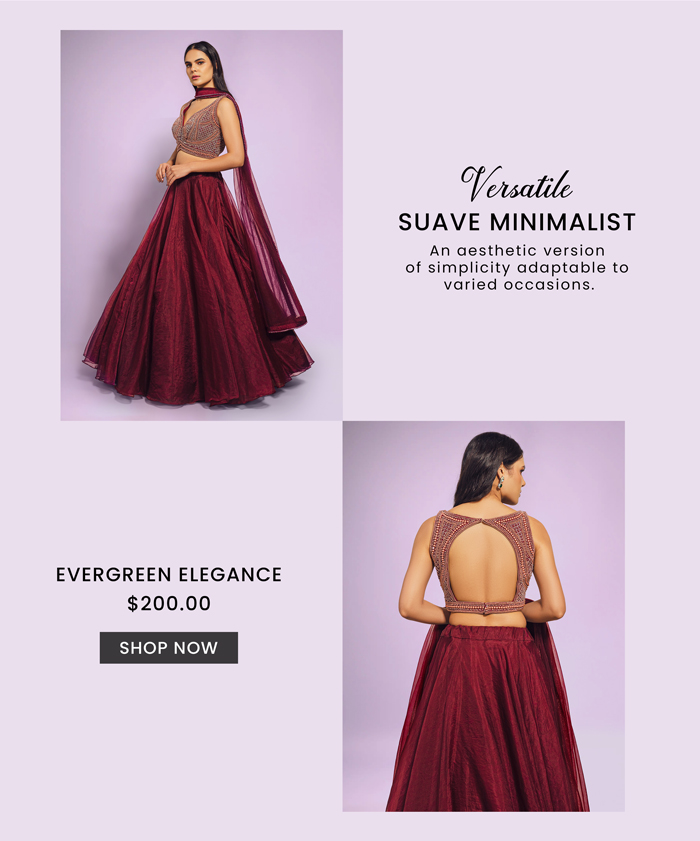 Versatile
SUAVE MINIMALIST
An aesthetic version
of simplicity adaptable to
varied occasions.
EVERGREEN ELEGANCE
$200.00
SHOP NOW